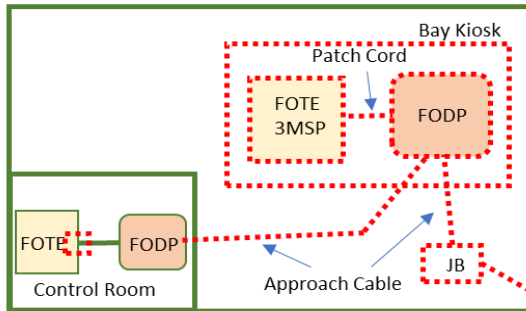 Bay Kiosk
Patch Cord
FOTE
3MSP
FODP
FOTE
FODP
JB
Control Room
Approach Cable